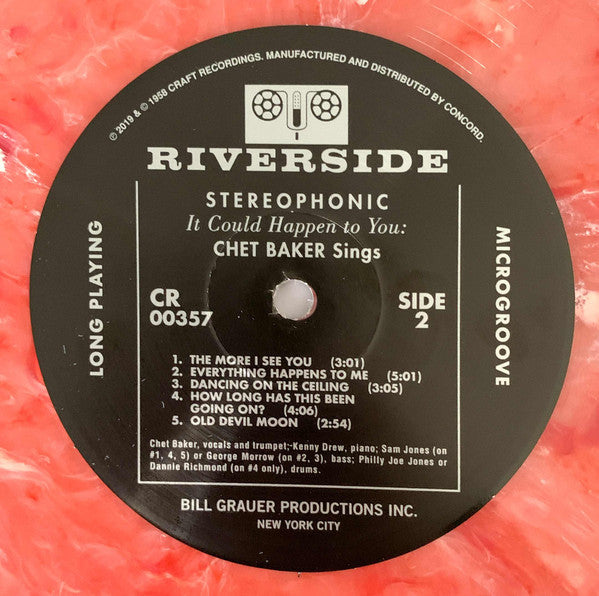 ℗ 2019 & © 1958 CRAFT RECORDINGS. MANUFACTURED AND DISTRIBUTED BY CONCORD.
RIVERSIDE
STEREOPHONIC
It Could Happen to You:
CHET BAKER Sings
LONG PLAYING
MICROGROOVE
CR
00357
SIDE
2
1. THE MORE I SEE YOU (3:01)
2. EVERYTHING HAPPENS TO ME (5:01)
3. DANCING ON THE CEILING (3:05)
4. HOW LONG HAS THIS BEEN
GOING ON? (4:06)
5. OLD DEVIL MOON (2:54)
Chet Baker, vocals and trumpet; Kenny Drew, piano; Sam Jones (on
#1, 4, 5) or George Morrow (on #2, 3), bass; Philly Joe Jones or
Dannie Richmond (on #4 only), drums.
BILL GRAUER PRODUCTIONS INC.
NEW YORK CITY